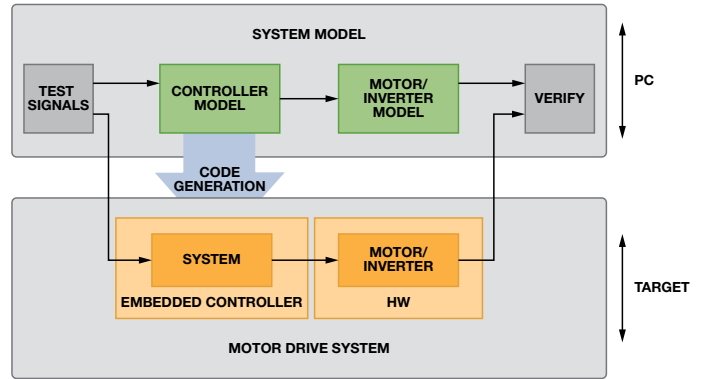 SYSTEM MODEL
TEST
SIGNALS
CONTROLLER
MODEL
MOTOR/
INVERTER
MODEL
VERIFY
PC
CODE
GENERATION
SYSTEM
MOTOR/
INVERTER
EMBEDDED CONTROLLER
HW
TARGET
MOTOR DRIVE SYSTEM